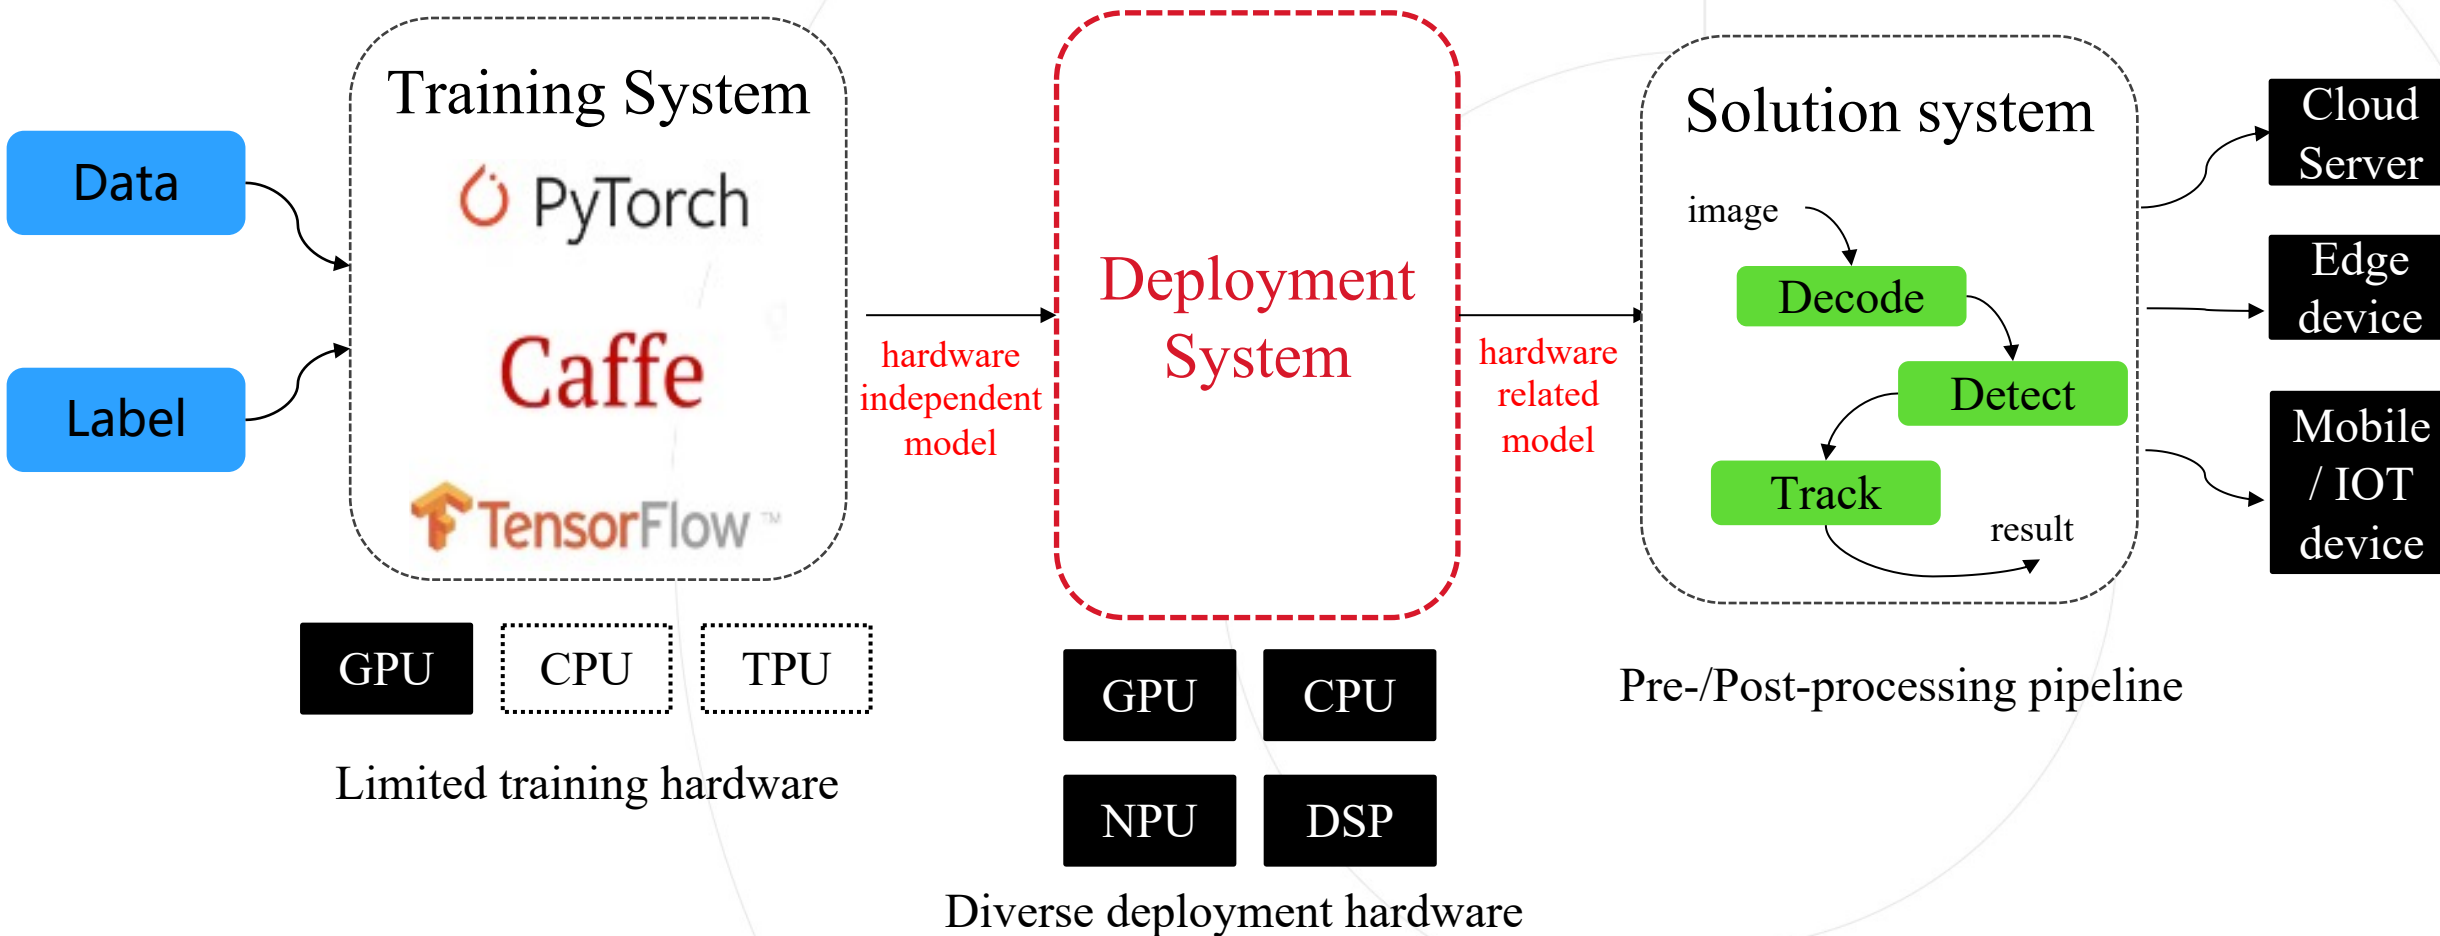 Data
Label
Training System
PyTorch
Caffe
TensorFlow ™
GPU
CPU
TPU
Limited training hardware
hardware
independent
model
Deployment
System
GPU
CPU
NPU
DSP
Diverse deployment hardware
hardware
related
model
Solution system
image
Decode
Detect
Track
result
Pre-/Post-processing pipeline
Cloud
Server
Edge
device
Mobile
/ IOT
device